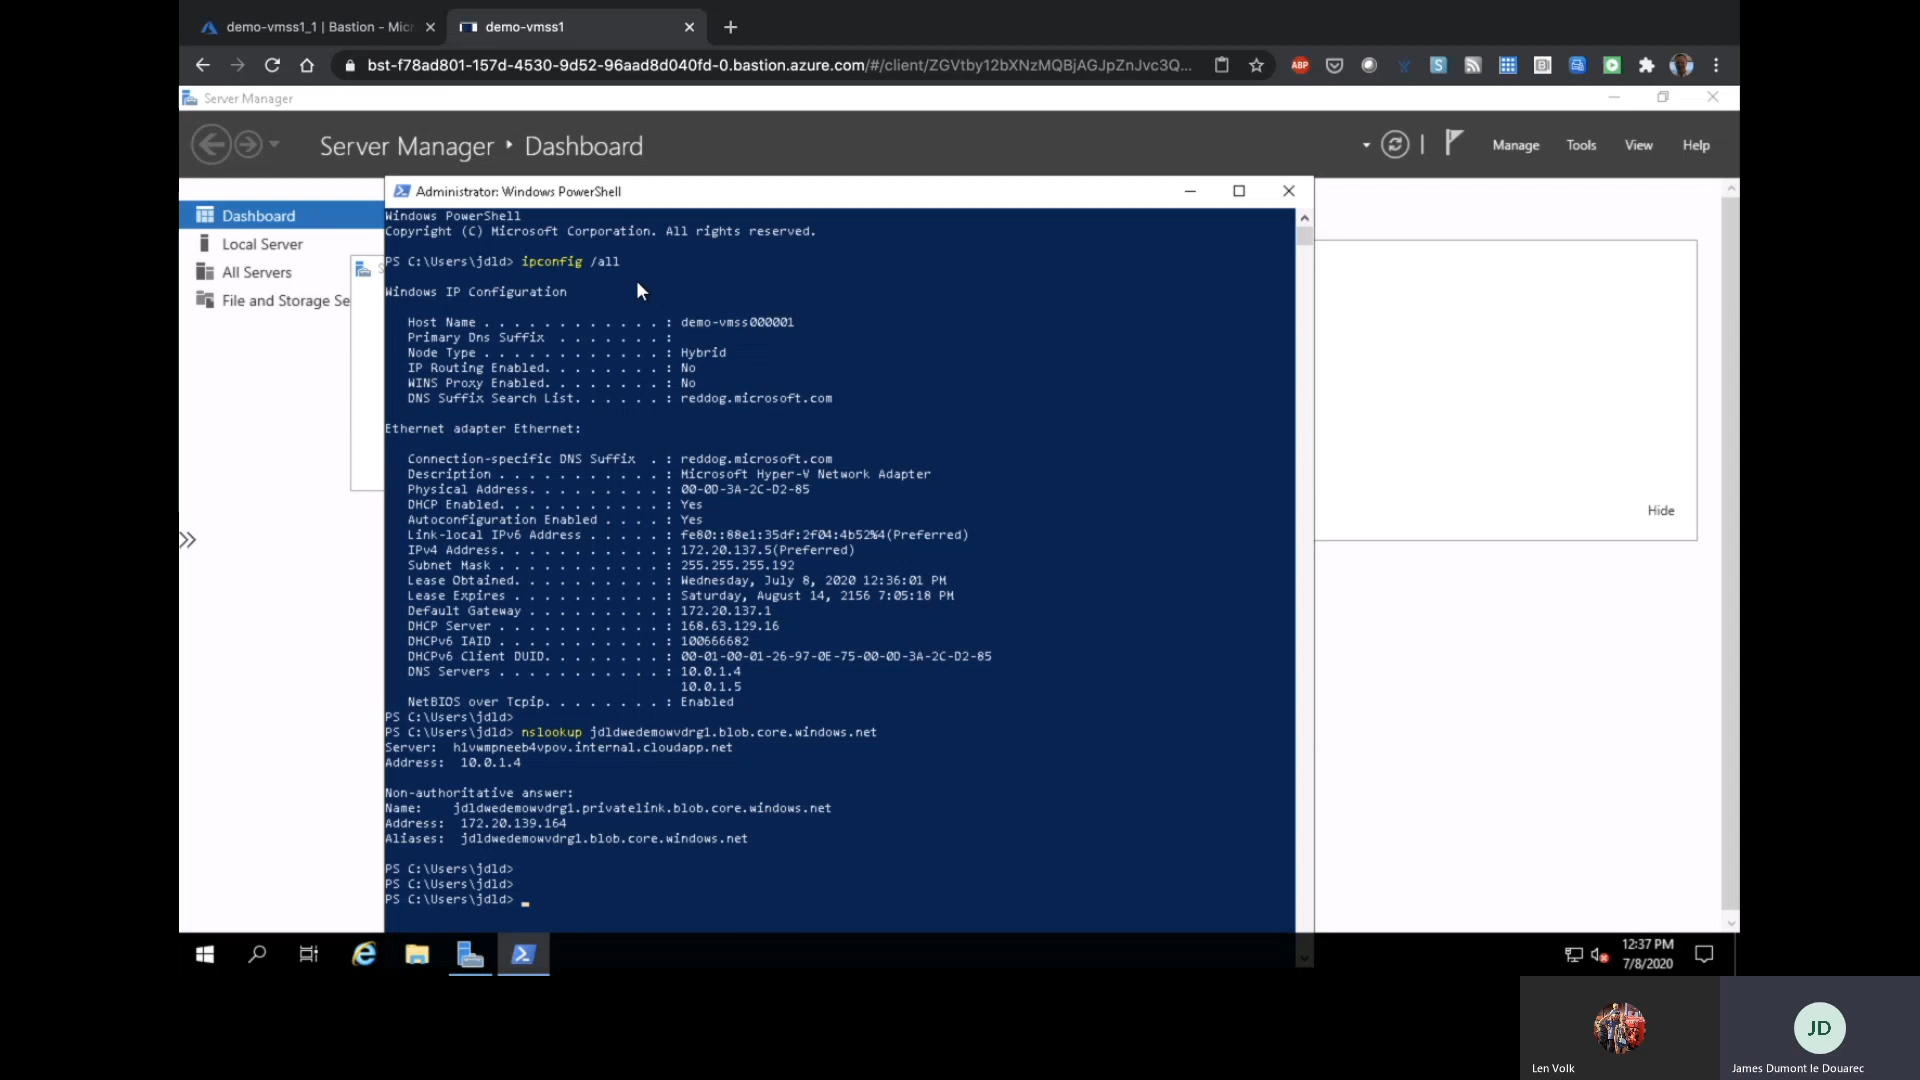 demo-vmss1_1 | Bastion - Micr
demo-vmss1
bst-f78ad801-157d-4530-9d52-96aad8d040fd-0.bastion.azure.com/#/client/ZGVtby12bXNzMQBjAGJpZnJvc3Q...
ABP
Server Manager
Server Manager ‣ Dashboard
Manage
Tools
View
Help
Dashboard
Local Server
All Servers
File and Storage Se
Administrator: Windows PowerShell
Windows PowerShell
Copyright (C) Microsoft Corporation. All rights reserved.
PS C:\Users\jdld> ipconfig /all
Windows IP Configuration
Host Name . . . . . . . . . . . . : demo-vmss000001
Primary Dns Suffix . . . . . . . :
Node Type . . . . . . . . . . . . : Hybrid
IP Routing Enabled. . . . . . . . : No
WINS Proxy Enabled. . . . . . . . : No
DNS Suffix Search List. . . . . . : reddog.microsoft.com
Ethernet adapter Ethernet:
Connection-specific DNS Suffix . : reddog.microsoft.com
Description . . . . . . . . . . . : Microsoft Hyper-V Network Adapter
Physical Address. . . . . . . . . : 00-0D-3A-2C-D2-85
DHCP Enabled. . . . . . . . . . . : Yes
Autoconfiguration Enabled . . . . : Yes
Link-local IPv6 Address . . . . . : fe80::88e1:35df:2f04:4b52%4(Preferred)
IPv4 Address. . . . . . . . . . . : 172.20.137.5(Preferred)
Subnet Mask . . . . . . . . . . . : 255.255.255.192
Lease Obtained. . . . . . . . . . : Wednesday, July 8, 2020 12:36:01 PM
Lease Expires . . . . . . . . . . : Saturday, August 14, 2156 7:05:18 PM
Default Gateway . . . . . . . . . : 172.20.137.1
DHCP Server . . . . . . . . . . . : 168.63.129.16
DHCPv6 IAID . . . . . . . . . . . : 100666682
DHCPv6 Client DUID. . . . . . . . : 00-01-00-01-26-97-0E-75-00-0D-3A-2C-D2-85
DNS Servers . . . . . . . . . . . : 10.0.1.4
10.0.1.5
NetBIOS over Tcpip. . . . . . . . : Enabled
PS C:\Users\jdld>
PS C:\Users\jdld> nslookup jdldwedemowvdrg1.blob.core.windows.net
Server: h1vwmpneeb4vpov.internal.cloudapp.net
Address: 10.0.1.4
Non-authoritative answer:
Name: jdldwedemowvdrg1.privatelink.blob.core.windows.net
Address: 172.20.139.164
Aliases: jdldwedemowvdrg1.blob.core.windows.net
PS C:\Users\jdld>
PS C:\Users\jdld>
PS C:\Users\jdld> _
Hide
12:37 PM
7/8/2020
JD
Len Volk
James Dumont le Douarec